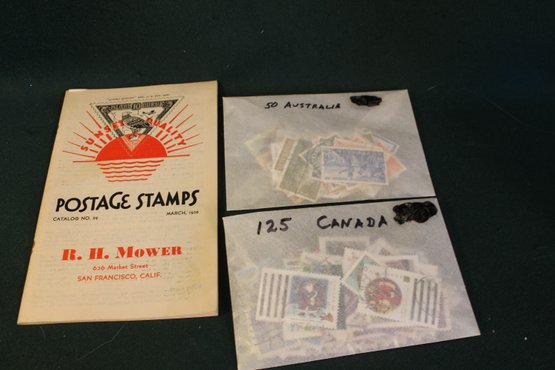 SUNSET QUALITY
POSTAGE STAMPS
CATALOG NO.
MARCH,
R. H. MOWER
636 Market Street
SAN FRANCISCO, CALIF.
50 AUSTRALIA
125 CANADA